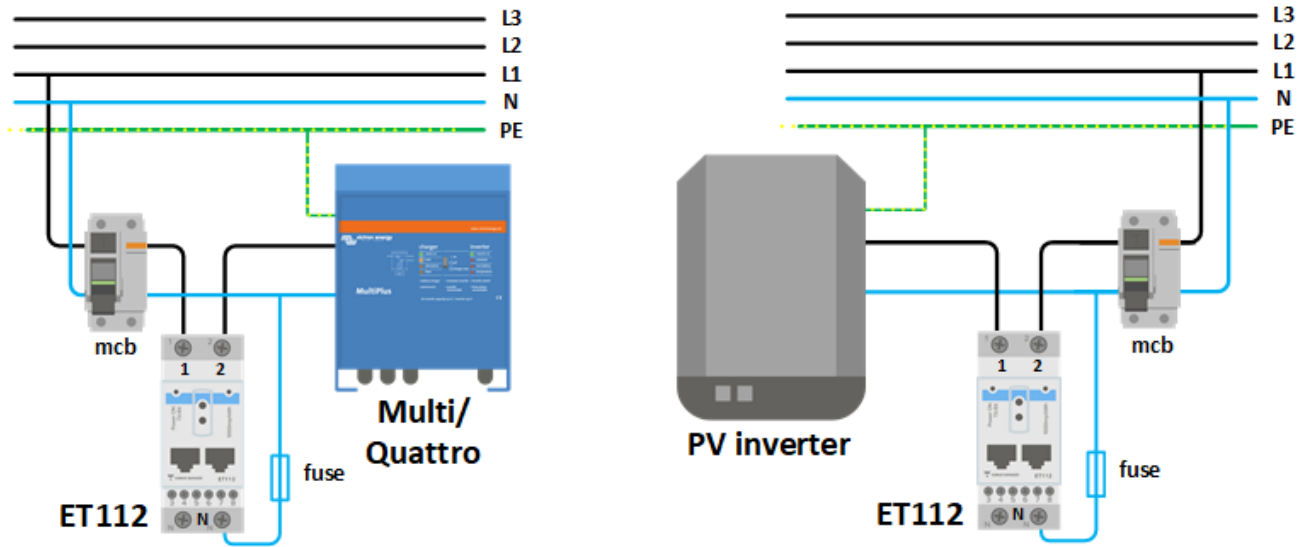 L3
L2
L1
N
PE
mcb
1 2
MultiPlus
Multi/
Quattro
fuse
ET112
N
L3
L2
L1
N
PE
PV inverter
mcb
1 2
fuse
ET112
N